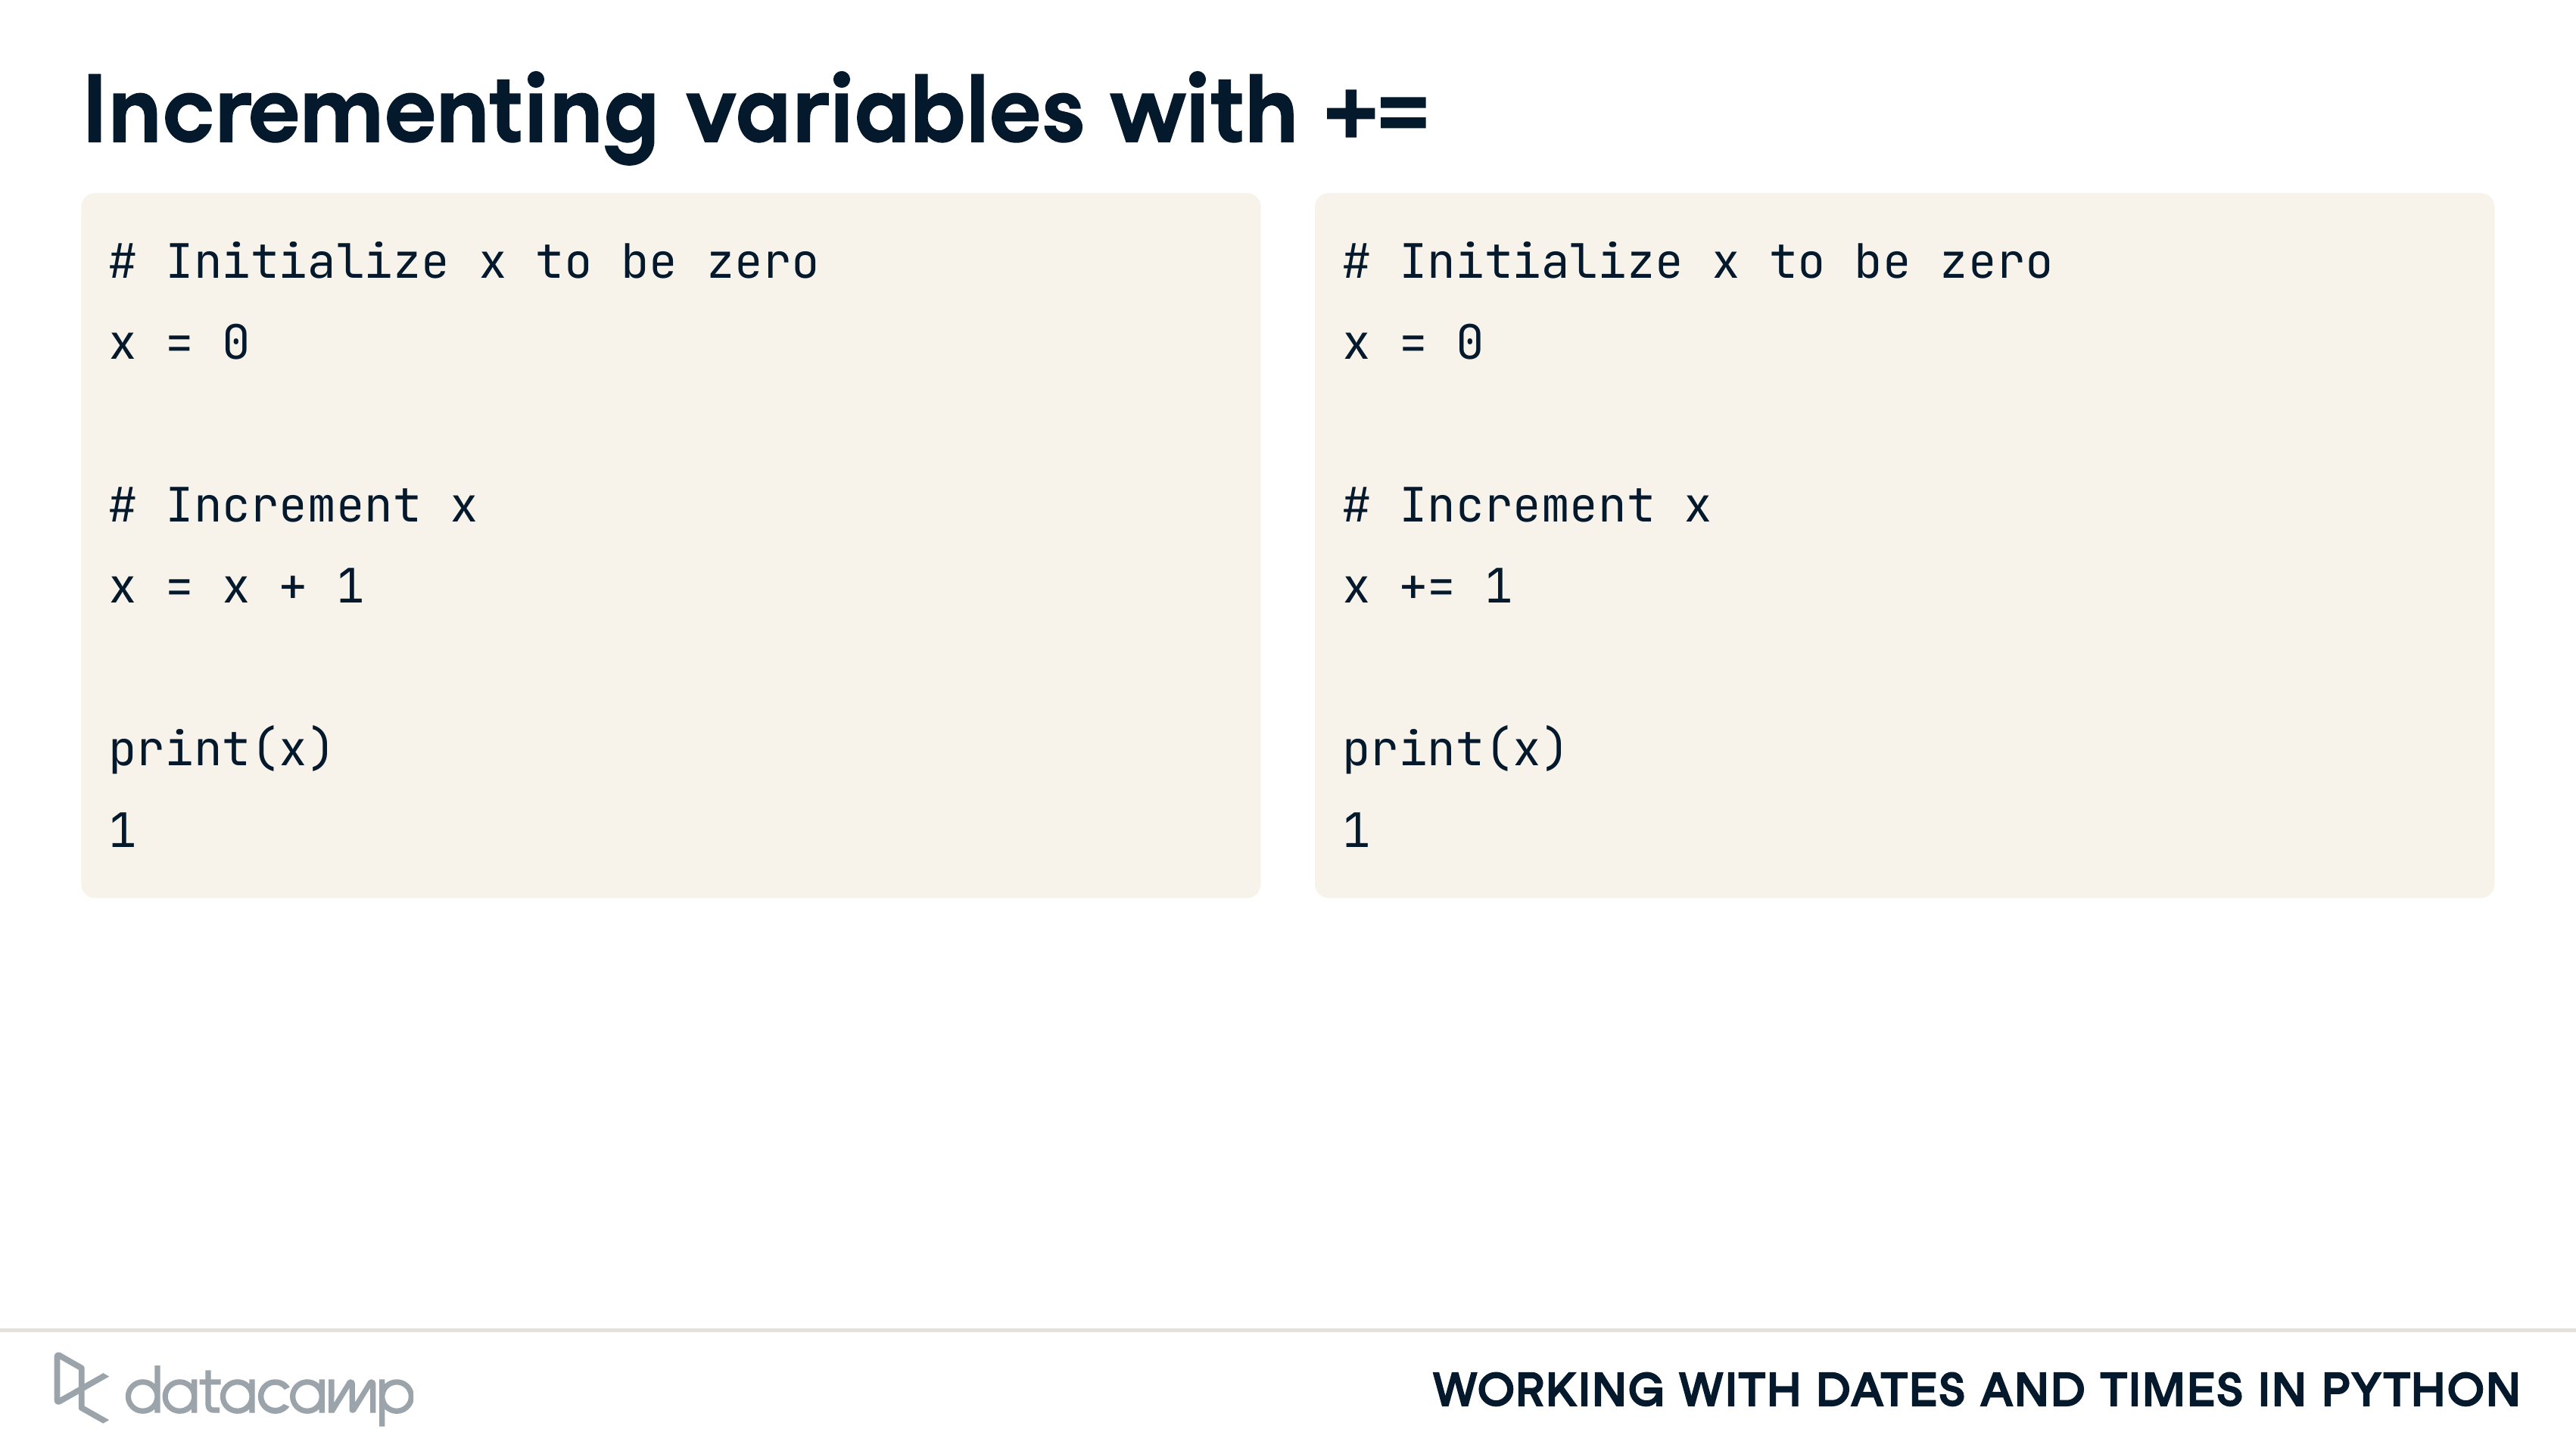 Incrementing variables with +=
# Initialize x to be zero
x = 0
# Increment x
x = x + 1
print(x)
1
# Initialize x to be zero
x = 0
# Increment x
x += 1
print(x)
1
datacamp
WORKING WITH DATES AND TIMES IN PYTHON